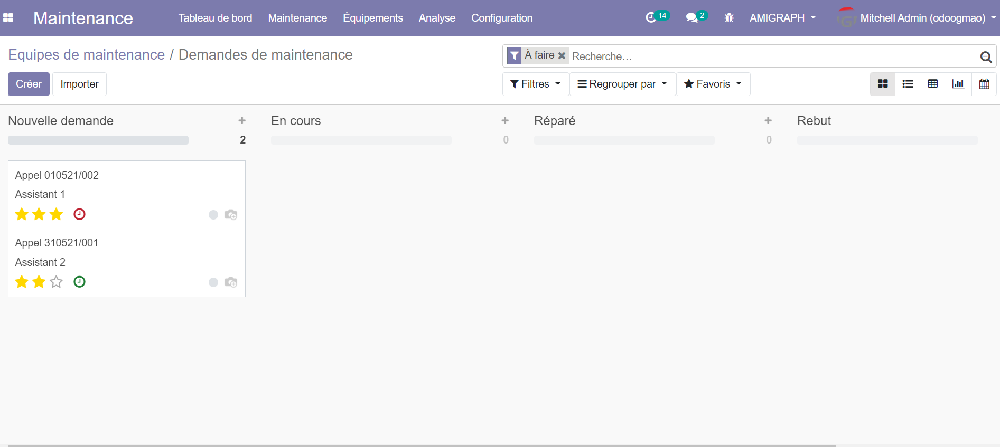 Maintenance Tableau de bord Maintenance Équipements Analyse Configuration 14 2 AMIGRAPH Mitchell Admin (odoogmao)
Equipes de maintenance / Demandes de maintenance
À faire Recherche...
Créer Importer
Filtres Regrouper par Favoris
Nouvelle demande + En cours + Réparé + Rebut
2 0 0
Appel 010521/002
Assistant 1
Appel 310521/001
Assistant 2